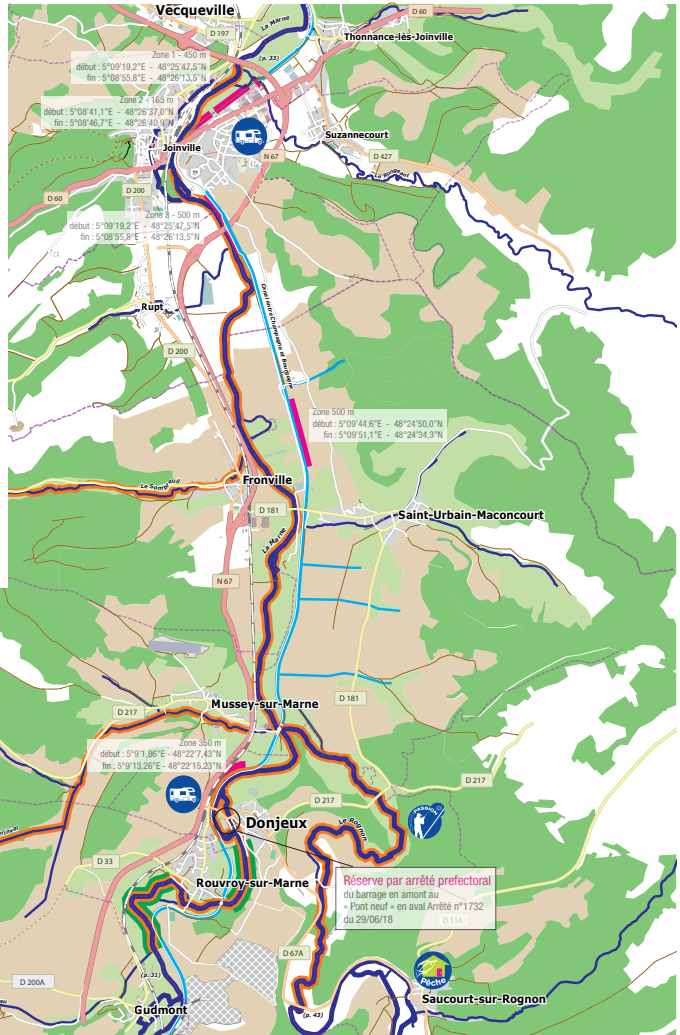 Vecqueville
La Marne
D 60
D 197
Thonnance-lès-Joinville
(p. 33)
Zone 1 - 450 m
début : 5°09'19,2"E - 48°25'47,5"N
fin : 5°08'55,8"E - 48°26'13,5"N
Zone 2 - 165 m
début : 5°08'41,1"E - 48°26'37,0"N
fin : 5°08'46,7"E - 48°26'40,9"N
Suzannecourt
Joinville
N 67
D 427
Le Rongeant
D 60
D 200
Zone 3 - 500 m
début : 5°09'19,2"E - 48°25'47,5"N
fin : 5°08'55,8"E - 48°26'13,5"N
Canal entre Champagne et Bourgogne
Rupt
D 200
Zone 500 m
début : 5°09'44,6"E - 48°24'50,0"N
fin : 5°09'51,1"E - 48°24'34,3"N
Fronville
D 181
Saint-Urbain-Maconcourt
La Marne
N 67
D 181
Mussey-sur-Marne
D 217
Zone 350 m
début : 5°9'1,86"E - 48°22'7,43"N
fin : 5°9'13,26"E - 48°22'15,23"N
D 217
D 217
PASSION
Le Rognon
Donjeux
D 33
Rouvroy-sur-Marne
Réserve par arrêté prefectoral
du barrage en amont au
« Pont neuf » en aval Arrêté n°1732
du 29/06/18
D 114
D 67A
D 200A
(p. 31)
Pêche
Saucourt-sur-Rognon
Gudmont
(p. 43)